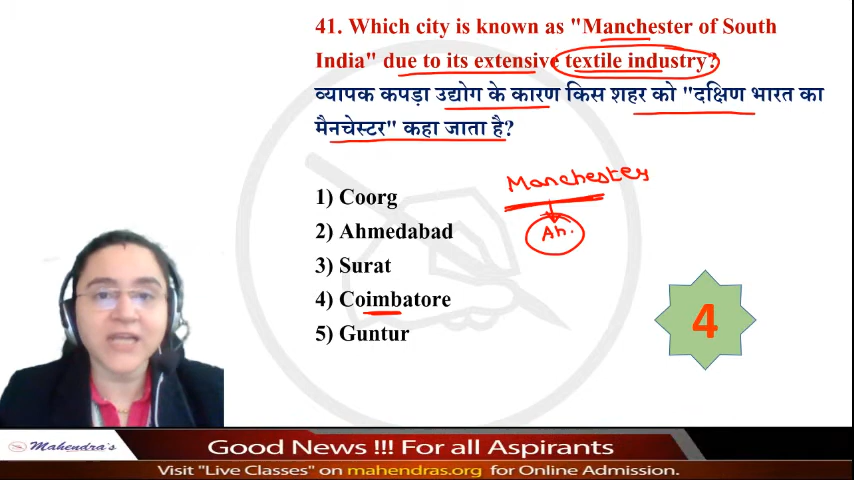 41. Which city is known as "Manchester of South
India" due to its extensive textile industry?
व्यापक कपड़ा उद्योग के कारण किस शहर को "दक्षिण भारत का
मैनचेस्टर" कहा जाता है?
Manchester
Ah.
1) Coorg
2) Ahmedabad
3) Surat
4) Coimbatore
5) Guntur
4
Mahendra's
Good News !!! For all Aspirants
Visit "Live Classes" on mahendras.org for Online Admission.